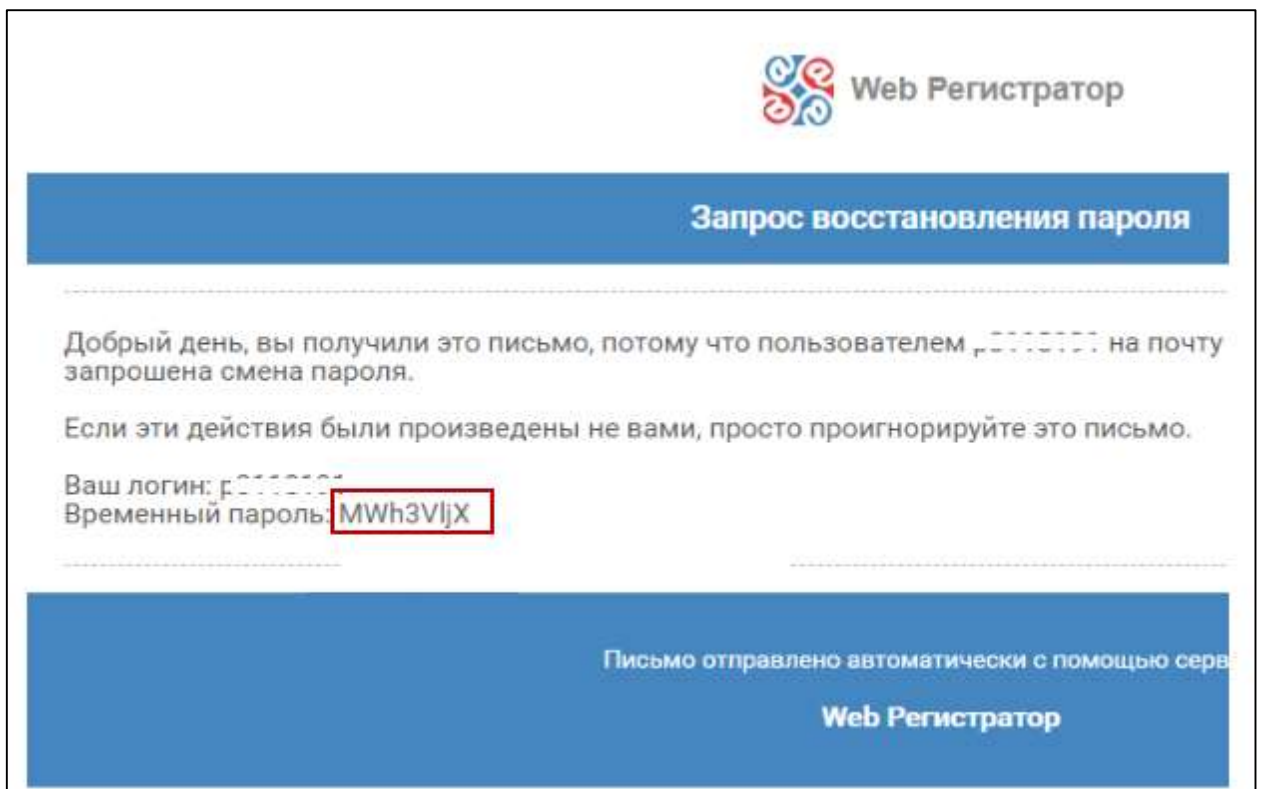 Web Регистратор
Запрос восстановления пароля
Добрый день, вы получили это письмо, потому что пользователем на почту
запрошена смена пароля.
Если эти действия были произведены не вами, просто проигнорируйте это письмо.
Ваш логин:
Временный пароль: MWh3VljX
Письмо отправлено автоматически с помощью серв
Web Регистратор